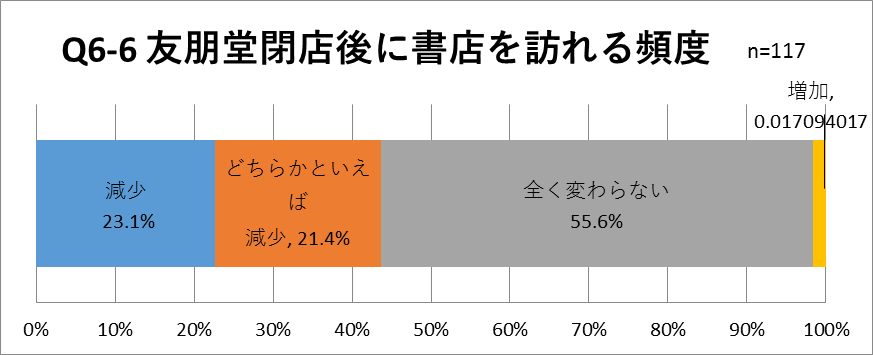 Q6-6 友朋堂閉店後に書店を訪れる頻度
n=117
増加,
0.017094017
減少
23.1%
どちらかといえ
ば
減少, 21.4%
全く変わらない
55.6%
0% 10% 20% 30% 40% 50% 60% 70% 80% 90% 100%